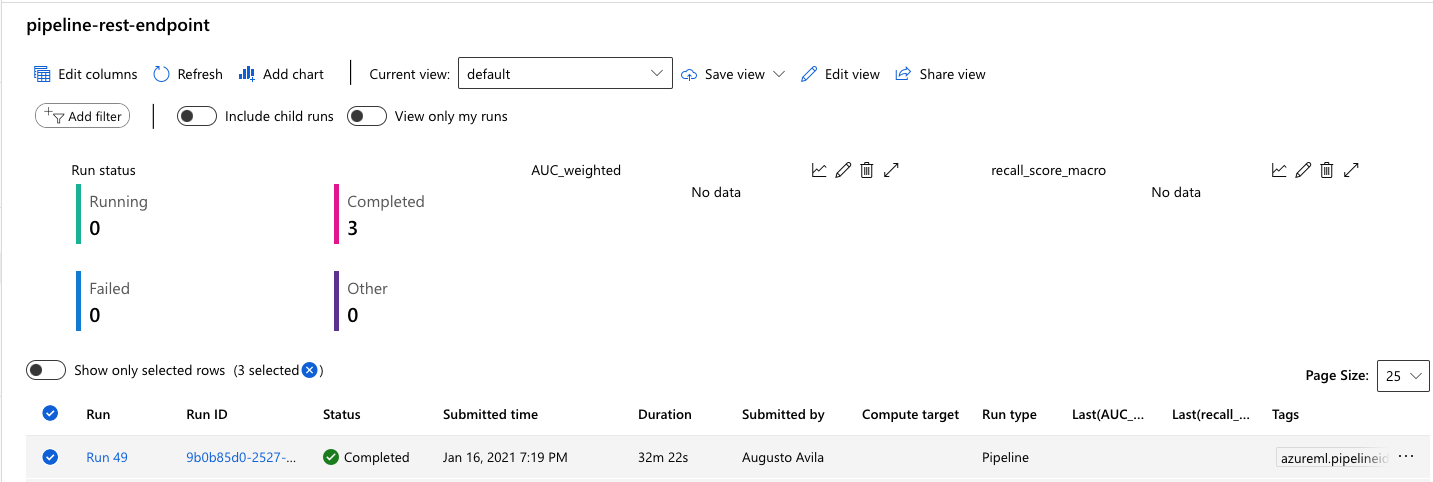 pipeline-rest-endpoint
Edit columns Refresh Add chart Current view: default Save view Edit view Share view
Add filter Include child runs View only my runs
Run status AUC_weighted recall_score_macro
No data No data
Running Completed
0 3
Failed Other
0 0
Show only selected rows (3 selected )
Page Size: 25
Run Run ID Status Submitted time Duration Submitted by Compute target Run type Last(AUC_... Last(recall_... Tags
Run 49 9b0b85d0-2527-... Completed Jan 16, 2021 7:19 PM 32m 22s Augusto Avila Pipeline azureml.pipelineid ...